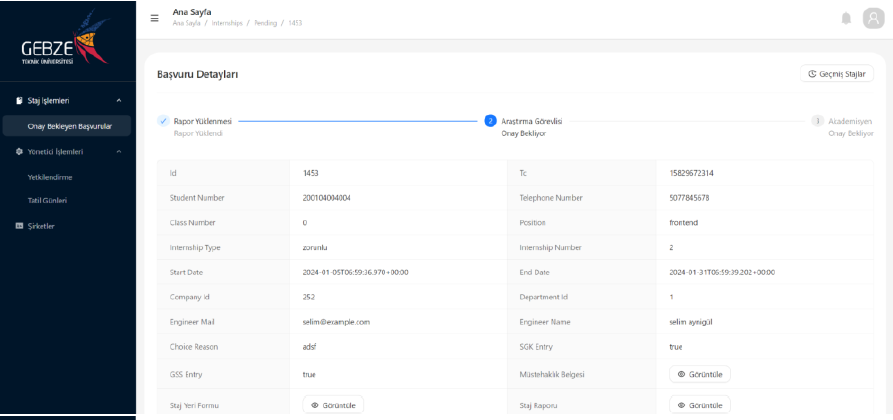 GEBZE
TEKNİK ÜNİVERSİTESİ
Staj İşlemleri
Onay Bekleyen Başvurular
Yönetici İşlemleri
Yetkilendirme
Tatil Günleri
Şirketler
Ana Sayfa
Ana Sayfa / Internships / Pending / 1453
Başvuru Detayları
Geçmiş Stajlar
Rapor Yüklenmesi
Rapor Yüklendi
2 Araştırma Görevlisi
Onay Bekliyor
3 Akademisyen
Onay Bekliyor
Id 1453 Tc 15829672314
Student Number 200104004004 Telephone Number 5077845678
Class Number 0 Position frontend
Internship Type zorunlu Internship Number 2
Start Date 2024-01-05T06:59:36.970+00:00 End Date 2024-01-31T06:59:39.202+00:00
Company Id 252 Department Id 1
Engineer Mail selim@example.com Engineer Name selim aynigül
Choice Reason adsf SGK Entry true
GSS Entry true Müstehaklık Belgesi Görüntüle
Staj Yeri Formu Görüntüle Staj Raporu Görüntüle